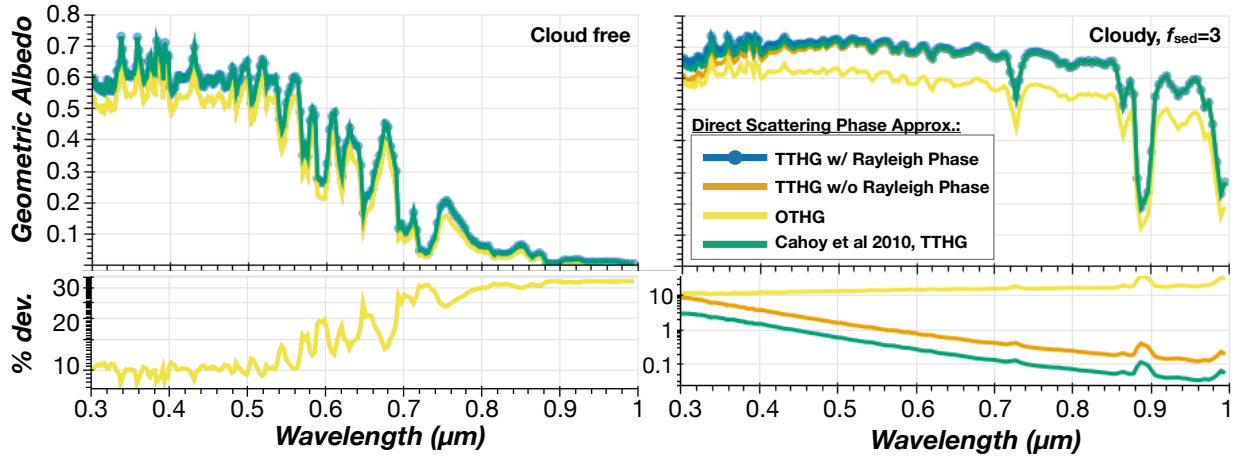 Geometric Albedo
0.8
0.7
0.6
0.5
0.4
0.3
0.2
0.1
Cloud free
% dev.
30
20
10
0.3 0.4 0.5 0.6 0.7 0.8 0.9 1
Wavelength (µm)
Cloudy, fsed=3
Direct Scattering Phase Approx.:
TTHG w/ Rayleigh Phase
TTHG w/o Rayleigh Phase
OTHG
Cahoy et al 2010, TTHG
10
1
0.1
0.3 0.4 0.5 0.6 0.7 0.8 0.9 1
Wavelength (µm)